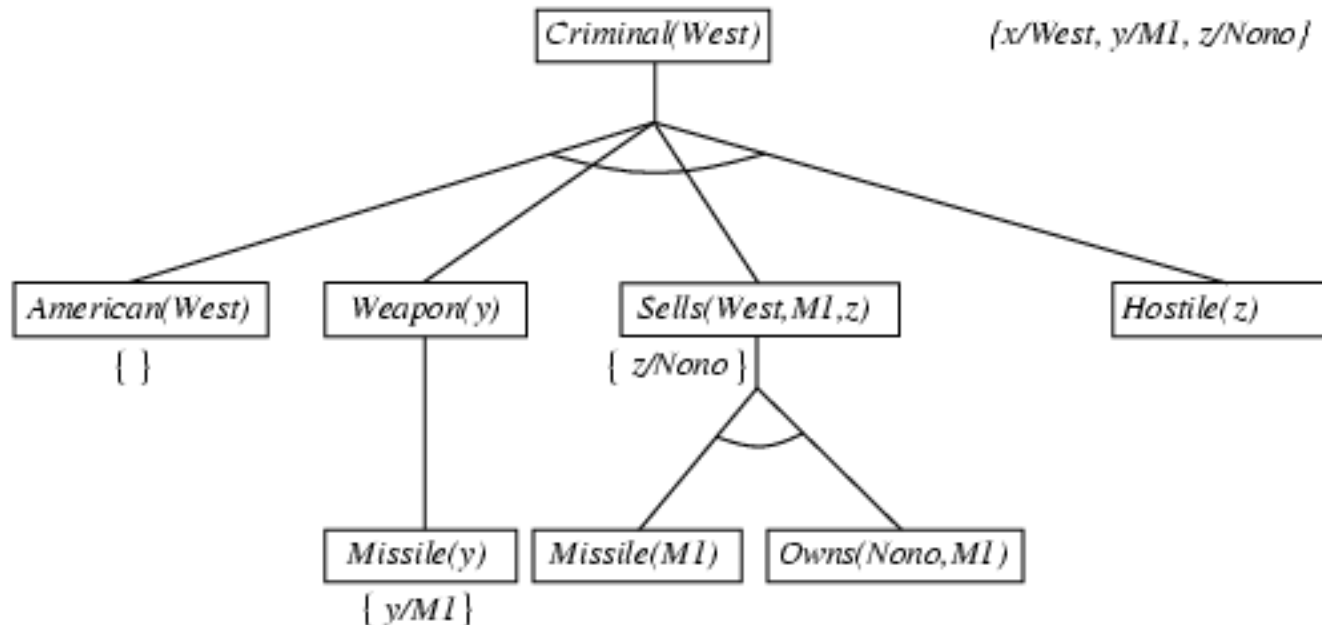 Criminal(West)
{x/West, y/M1, z/Nono}
American(West)
Weapon(y)
Sells(West,M1,z)
Hostile(z)
{ }
{ z/Nono }
Missile(y)
Missile(M1)
Owns(Nono,M1)
{ y/M1 }